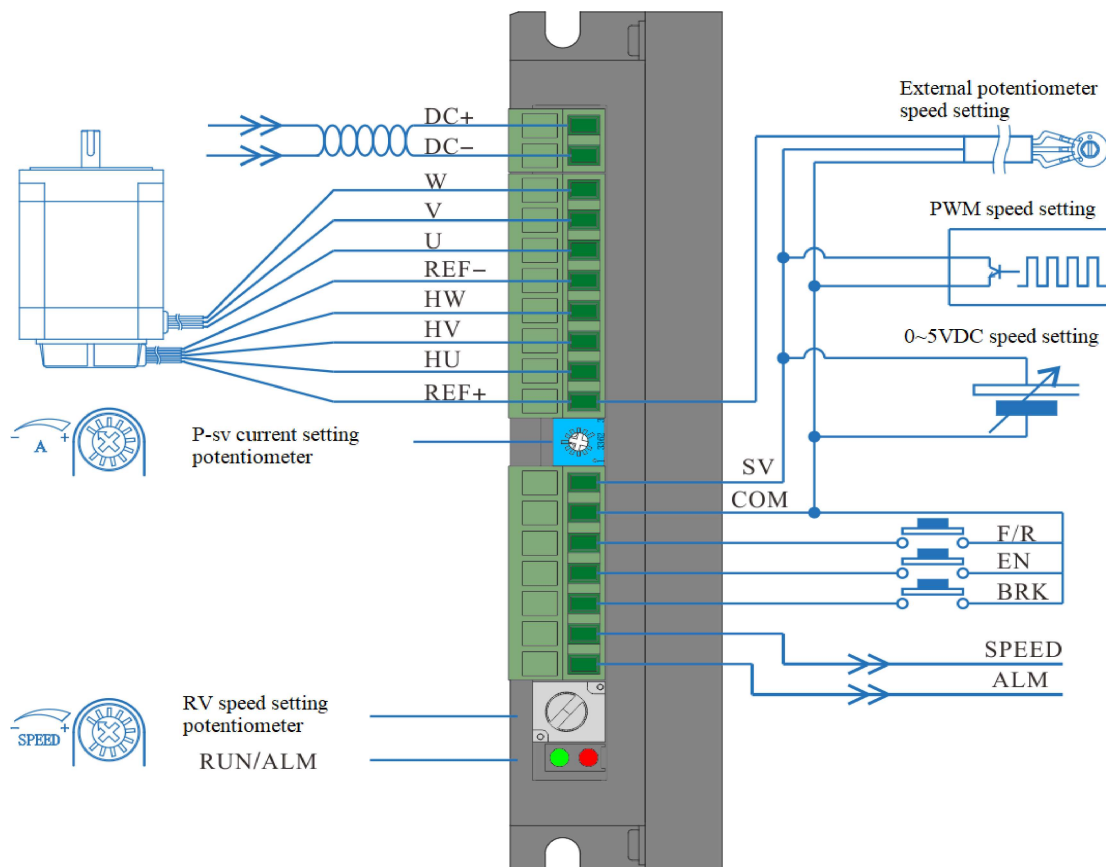 External potentiometer
speed setting
DC+
DC-
W
V
U
REF-
HW
HV
HU
REF+
PWM speed setting
0~5VDC speed setting
- A +
P-sv current setting
potentiometer
3362
SV
COM
F/R
EN
BRK
SPEED
ALM
RV speed setting
potentiometer
- SPEED +
RUN/ALM